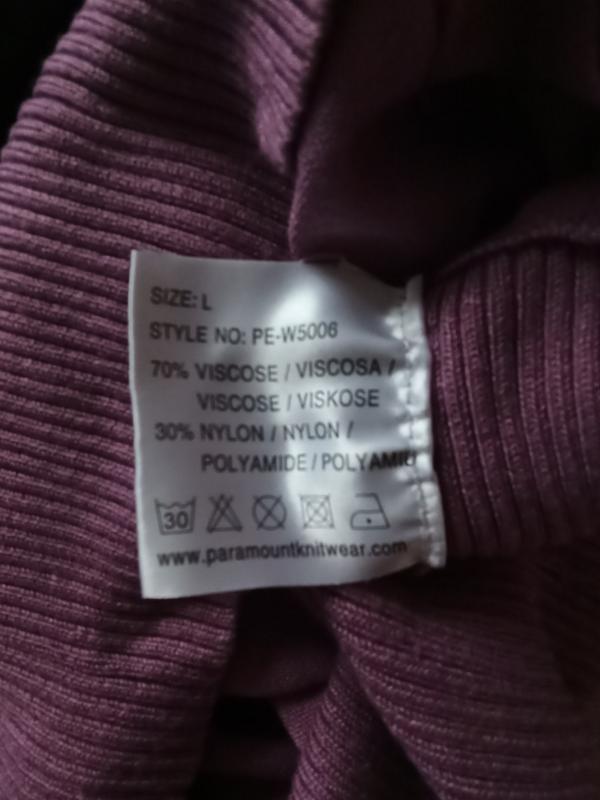 SIZE: L
STYLE NO: PE-W5006
70% VISCOSE / VISCOSA /
VISCOSE / VISKOSE
30% NYLON / NYLON /
POLYAMIDE / POLYAMID
30
www.paramountknitwear.com